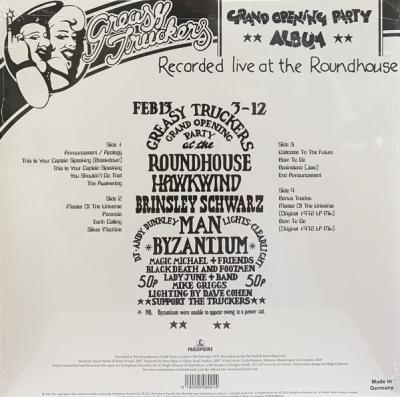 Greasy
Truckers
GRAND OPENING PARTY
★★ ALBUM ★★
Recorded live at the Roundhouse
FEB 13 3-12
GREASY TRUCKERS
GRAND OPENING
PARTY
at the
ROUNDHOUSE
HAWKWIND
BRINSLEY SCHWARZ
DJ-ANDY DUNKLEY MAN LIGHTS-CLEARLIGHT
★BYZANTIUM★
MAGIC MICHAEL + FRIENDS
BLACKDEATH AND FOOTMEN
50p LADY JUNE + BAND 50p
MIKE GRIGGS
LIGHTING BY DAVE COHEN
★SUPPORT THE TRUCKERS★
★ NB. Byzantium were unable to appear owing to a power cut.
★★ ★
Side 1
Announcement / Apology
This Is Your Captain Speaking [Breakdown]
This Is Your Captain Speaking
You Shouldn't Do That
The Awakening
Side 2
Master Of The Universe
Paranoia
Earth Calling
Silver Machine
Side 3
Welcome To The Future
Born To Go
Brainstorm [Jam]
End Announcement
Side 4
Bonus Tracks:
Master Of The Universe
[Original 1972 LP Mix]
Born To Go
[Original 1972 LP Mix]
PARLOPHONE
Made in
Germany